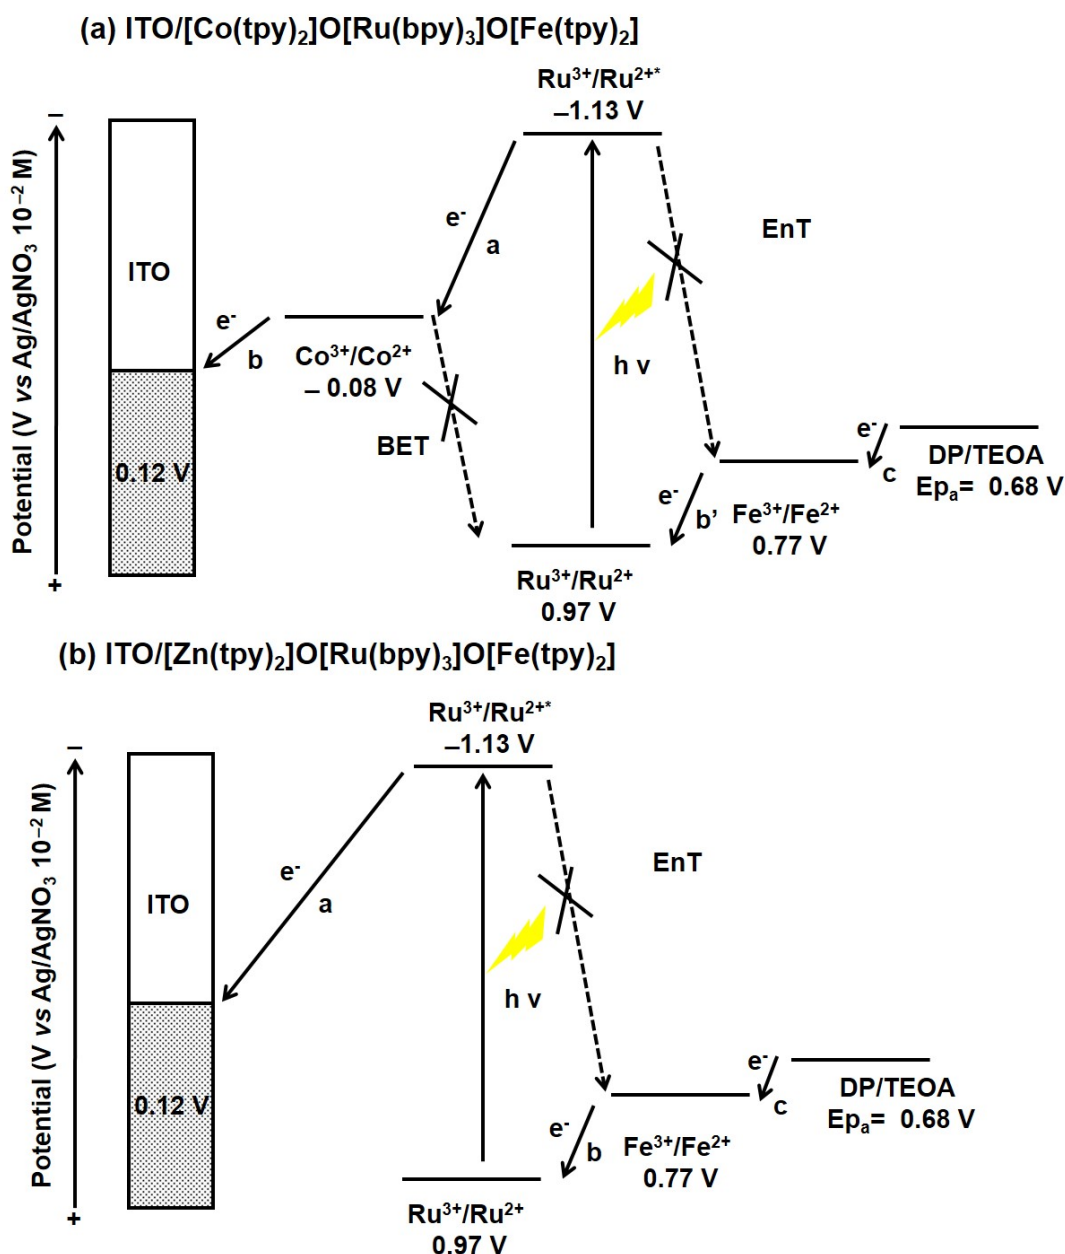 (a) ITO/[Co(tpy)₂]O[Ru(bpy)₃]O[Fe(tpy)₂]
Ru³⁺/Ru²⁺*
–1.13 V
–
Potential (V vs Ag/AgNO₃ 10⁻² M)
+
ITO
0.12 V
e⁻
a
EnT
e⁻
b
Co³⁺/Co²⁺
– 0.08 V
h ν
BET
e⁻
c
DP/TEOA
Epₐ= 0.68 V
e⁻
b’
Fe³⁺/Fe²⁺
0.77 V
Ru³⁺/Ru²⁺
0.97 V
(b) ITO/[Zn(tpy)₂]O[Ru(bpy)₃]O[Fe(tpy)₂]
Ru³⁺/Ru²⁺*
–1.13 V
–
Potential (V vs Ag/AgNO₃ 10⁻² M)
+
ITO
0.12 V
e⁻
a
EnT
h ν
e⁻
c
DP/TEOA
Epₐ= 0.68 V
e⁻
b
Fe³⁺/Fe²⁺
0.77 V
Ru³⁺/Ru²⁺
0.97 V